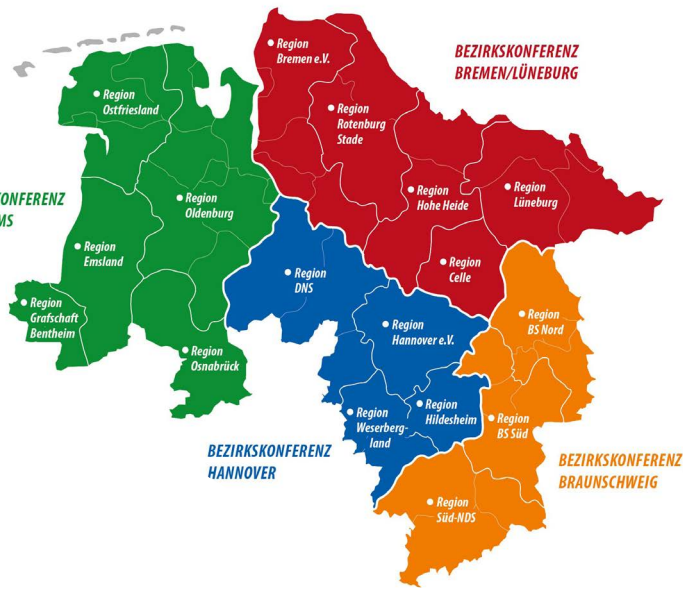 Region
Bremen e.V.
BEZIRKSKONFERENZ
BREMEN/LÜNEBURG
Region
Ostfriesland
Region
Rotenburg
Stade
Region
Hohe Heide
Region
Lüneburg
KONFERENZ
MS
Region
Oldenburg
Region
Emsland
Region
Celle
Region
DNS
Region
Grafschaft
Bentheim
Region
Hannover e.V.
Region
BS Nord
Region
Osnabrück
Region
Weserberg-
land
Region
Hildesheim
Region
BS Süd
BEZIRKSKONFERENZ
HANNOVER
BEZIRKSKONFERENZ
BRAUNSCHWEIG
Region
Süd-NDS